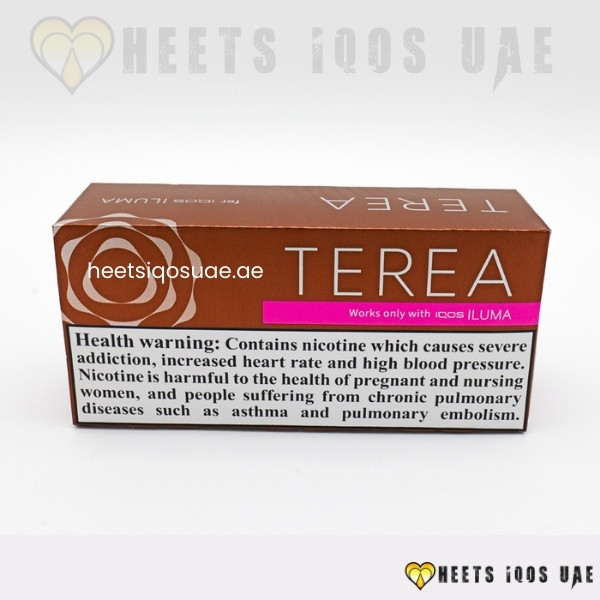 HEETS iQOS UAE
for IQOS ILUMA
TEREA
heetsiqosuae.ae
TEREA
Works only with IQOS ILUMA
Health warning: Contains nicotine which causes severe
addiction, increased heart rate and high blood pressure.
Nicotine is harmful to the health of pregnant and nursing
women, and people suffering from chronic pulmonary
diseases such as asthma and pulmonary embolism.
HEETS iQOS UAE